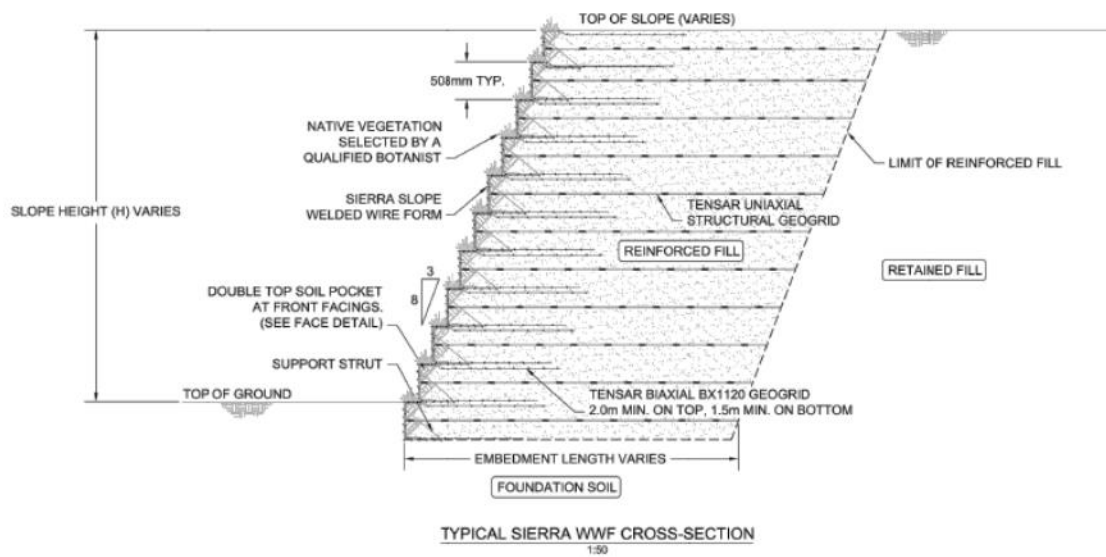 TOP OF SLOPE (VARIES)
508mm TYP.
NATIVE VEGETATION
SELECTED BY A
QUALIFIED BOTANIST
LIMIT OF REINFORCED FILL
SIERRA SLOPE
WELDED WIRE FORM
TENSAR UNIAXIAL
STRUCTURAL GEOGRID
SLOPE HEIGHT (H) VARIES
REINFORCED FILL
RETAINED FILL
3
8
DOUBLE TOP SOIL POCKET
AT FRONT FACINGS.
(SEE FACE DETAIL)
SUPPORT STRUT
TOP OF GROUND
TENSAR BIAXIAL BX1120 GEOGRID
2.0m MIN. ON TOP, 1.5m MIN. ON BOTTOM
EMBEDMENT LENGTH VARIES
FOUNDATION SOIL
TYPICAL SIERRA WWF CROSS-SECTION
1:50